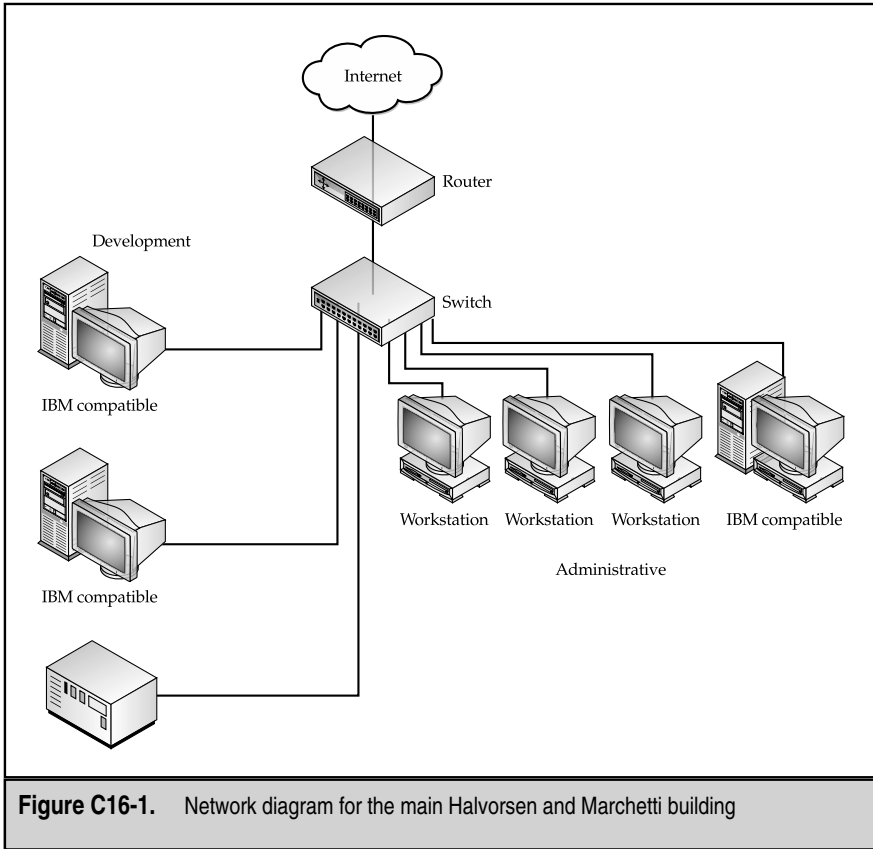 Internet
Router
Development
Switch
IBM compatible
Workstation Workstation Workstation IBM compatible
Administrative
IBM compatible
Figure C16-1. Network diagram for the main Halvorsen and Marchetti building